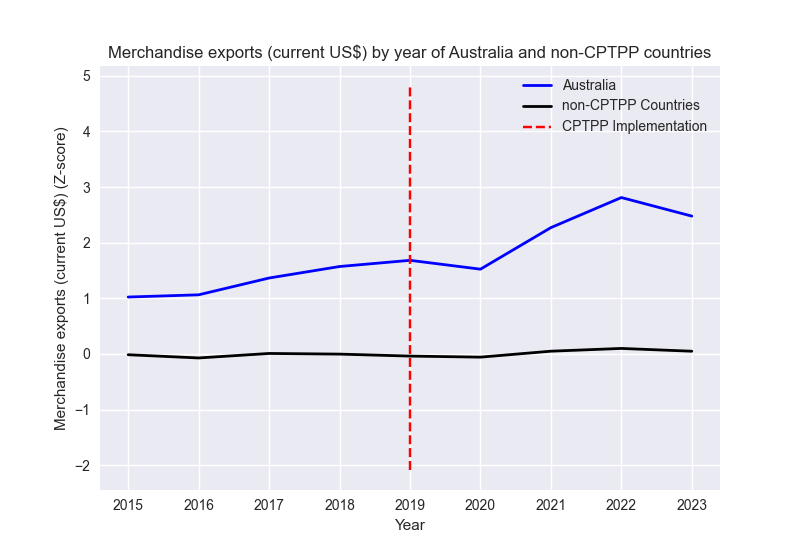 Merchandise exports (current US$) by year of Australia and non-CPTPP countries
Merchandise exports (current US$) (Z-score)
5
4
3
2
1
0
−1
−2
Australia
non-CPTPP Countries
CPTPP Implementation
2015 2016 2017 2018 2019 2020 2021 2022 2023
Year